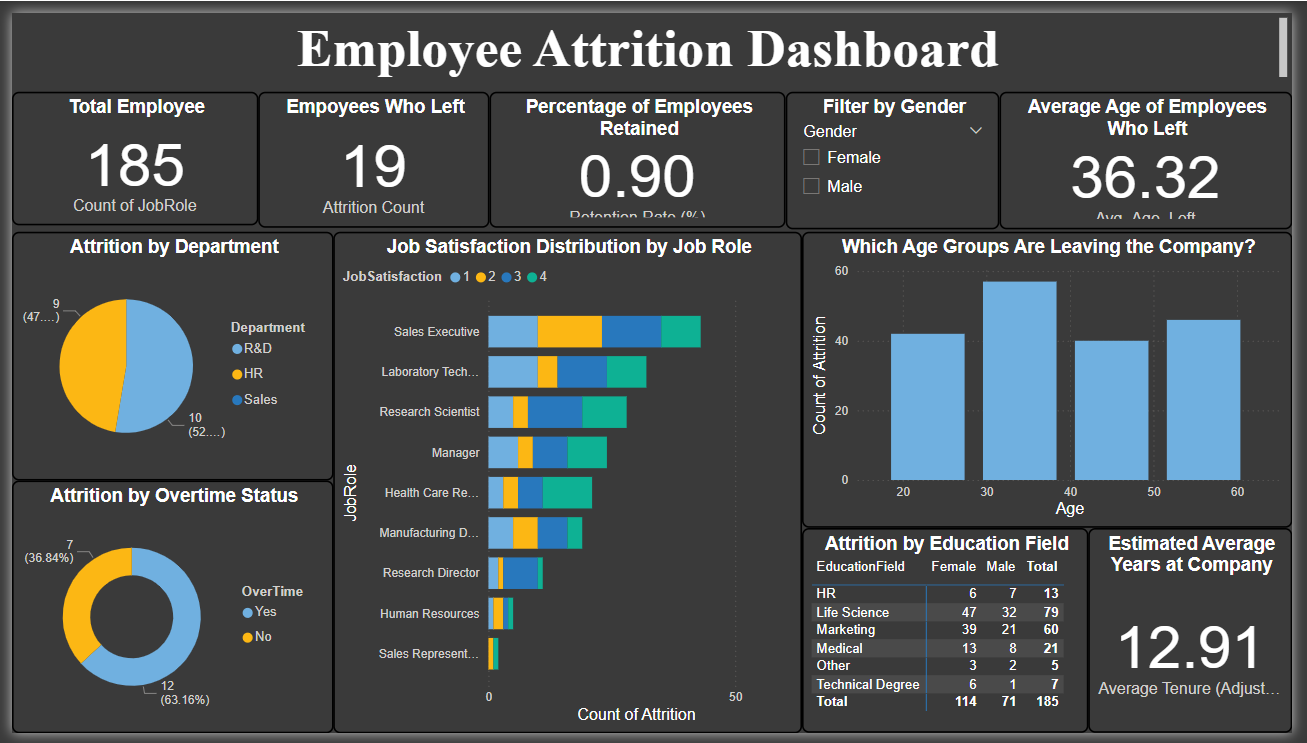 Employee Attrition Dashboard
Total Employee
185
Count of JobRole
Empoyees Who Left
19
Attrition Count
Percentage of Employees
Retained
0.90
Retention Rate (%)
Filter by Gender
Gender
Female
Male
Average Age of Employees
Who Left
36.32
Avg. Age Left
Attrition by Department
9
(47....)
10
(52....)
Department
R&D
HR
Sales
Attrition by Overtime Status
7
(36.84%)
12
(63.16%)
OverTime
Yes
No
Job Satisfaction Distribution by Job Role
JobSatisfaction 1 2 3 4
JobRole
Sales Executive
Laboratory Tech...
Research Scientist
Manager
Health Care Re...
Manufacturing D...
Research Director
Human Resources
Sales Represent...
0 50
Count of Attrition
Which Age Groups Are Leaving the Company?
Count of Attrition
60
40
20
0
20 30 40 50 60
Age
Attrition by Education Field
EducationField Female Male Total
HR 6 7 13
Life Science 47 32 79
Marketing 39 21 60
Medical 13 8 21
Other 3 2 5
Technical Degree 6 1 7
Total 114 71 185
Estimated Average
Years at Company
12.91
Average Tenure (Adjust...